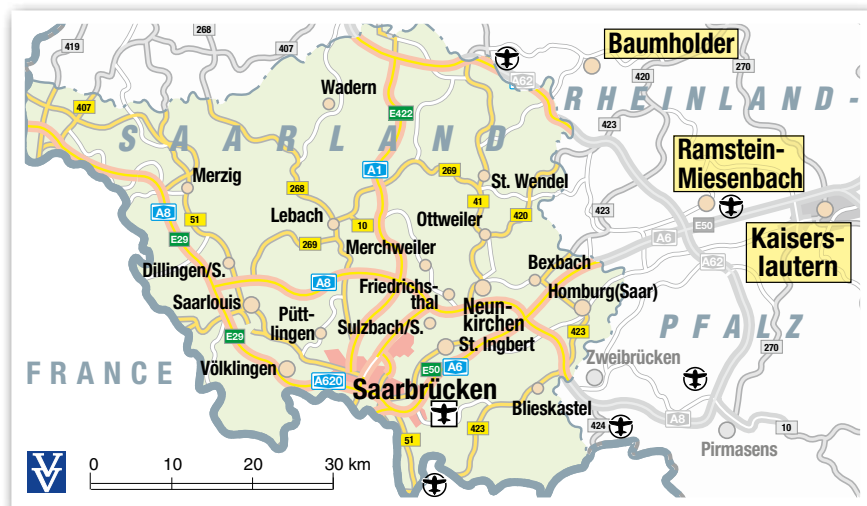 268
419
407
Baumholder
A62
270
420
Wadern
407
E422
RHEINLAND-
SAARLAND
423
423
Ramstein-
Miesenbach
A1
269
Merzig
268
St. Wendel
A8
51
Lebach
10
41
Ottweiler
420
423
E50
A6
E29
269
Merchweiler
Kaisers-
lautern
A62
Dillingen/S.
A8
Bexbach
Friedrichs-
thal
Saarlouis
Neun-
kirchen
Homburg(Saar)
Pütt-
lingen
Sulzbach/S.
PFALZ
E29
423
St. Ingbert
270
Zweibrücken
FRANCE
Völklingen
E50
A6
A620
Saarbrücken
Blieskastel
A8
51
423
424
10
Pirmasens
VV
0 10 20 30 km